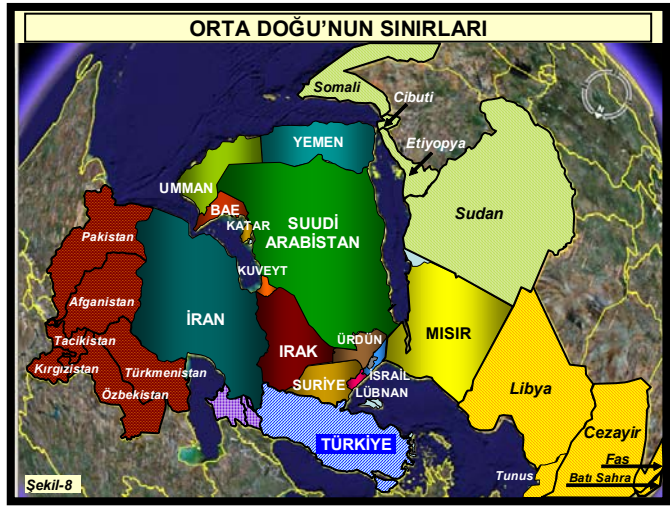 ORTA DOĞU'NUN SINIRLARI
Somali
Cibuti
Etiyopya
YEMEN
UMMAN
BAE
KATAR
SUUDİ
ARABİSTAN
Sudan
Pakistan
KUVEYT
Afganistan
İRAN
IRAK
ÜRDÜN
MISIR
Tacikistan
Kırgızistan
Türkmenistan
Özbekistan
SURİYE
İSRAİL
LÜBNAN
Libya
TÜRKİYE
Cezayir
Fas
Tunus
Batı Sahra
Şekil-8
N